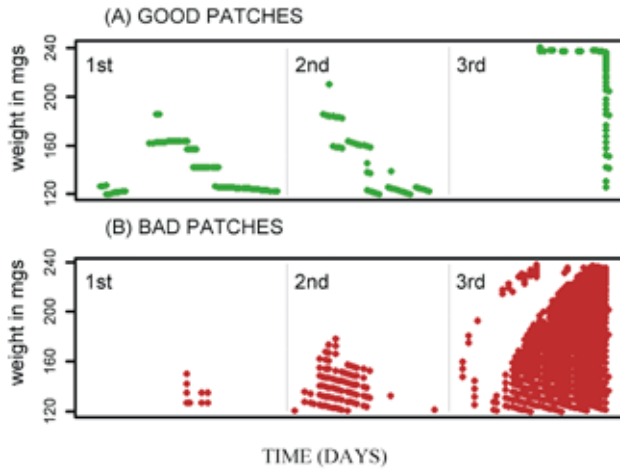 (A) GOOD PATCHES
weight in mgs
240
200
160
120
1st
2nd
3rd
(B) BAD PATCHES
weight in mgs
240
200
160
120
1st
2nd
3rd
TIME (DAYS)